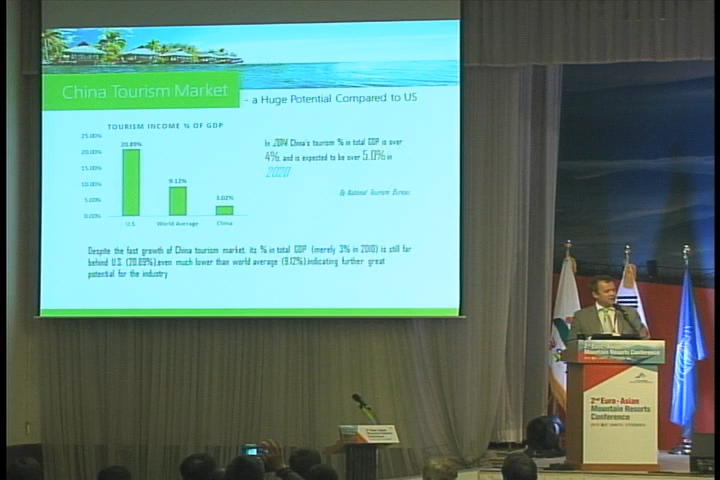 China Tourism Market
- a Huge Potential Compared to US
TOURISM INCOME % OF GDP
25.00%
20.00%
15.00%
10.00%
5.00%
0.00%
20.89%
9.12%
3.02%
U.S.
World Average
China
In 2014 China's tourism % in total GDP is over
4%, and is expected to be over 5.0% in
2020
By National Tourism Bureau
Despite the fast growth of China tourism market, its % in total GDP (merely 3% in 2010) is still far
behind U.S. (20.89%),even much lower than world average (9.12%),indicating further great
potential for the industry
Mountain Resorts Conference
2nd Euro-Asian
Mountain Resorts
Conference